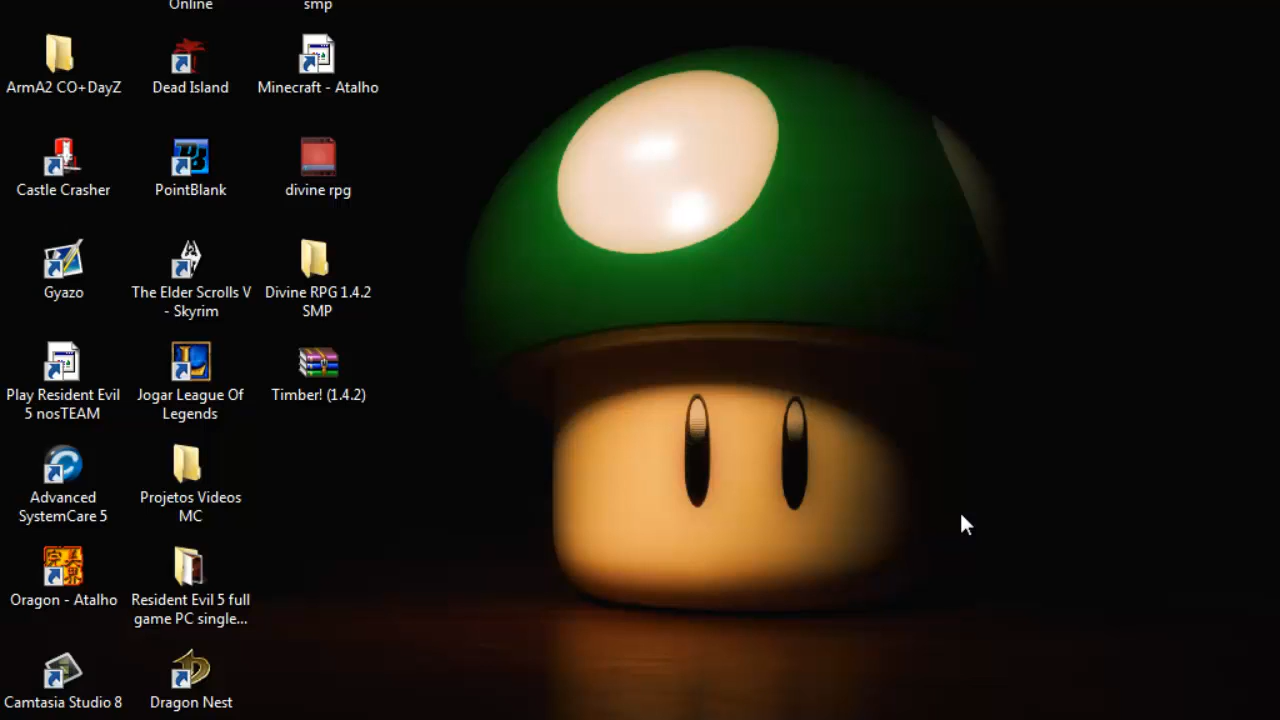 Online
smp
ArmA2 CO+DayZ
Dead Island
Minecraft - Atalho
Castle Crasher
PointBlank
divine rpg
Gyazo
The Elder Scrolls V
- Skyrim
Divine RPG 1.4.2
SMP
Play Resident Evil
5 nosTEAM
Jogar League Of
Legends
Timber! (1.4.2)
Advanced
SystemCare 5
Projetos Videos
MC
Oragon - Atalho
Resident Evil 5 full
game PC single...
Camtasia Studio 8
Dragon Nest